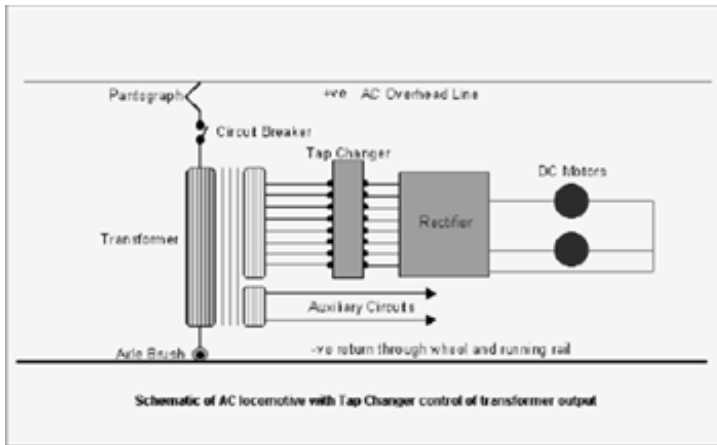 Pantograph
+ve AC Overhead Line
Circuit Breaker
Tap Changer
DC Motors
Transformer
Rectifier
Auxiliary Circuits
Axle Brush
-ve return through wheel and running rail
Schematic of AC locomotive with Tap Changer control of transformer output